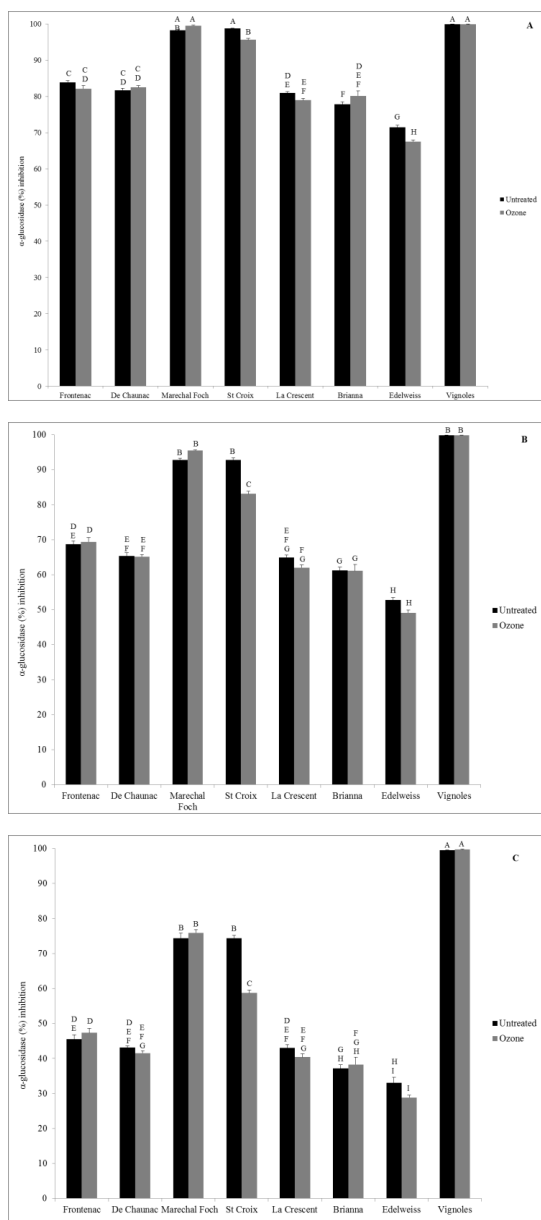 A
α-glucosidase (%) inhibition
100
90
80
70
60
50
40
30
20
10
0
C
C
D
C
D
C
D
A
B
A
A
B
D
E
E
F
F
D
E
F
G
H
A
A
Untreated
Ozone
Frontenac
De Chaunac
Marechal Foch
St Croix
La Crescent
Brianna
Edelweiss
Vignoles
B
α-glucosidase (%) inhibition
100
90
80
70
60
50
40
30
20
10
0
D
E
D
E
F
E
F
B
B
B
C
E
F
G
F
G
G
G
H
H
B
B
Untreated
Ozone
Frontenac
De Chaunac
Marechal
Foch
St Croix
La Crescent
Brianna
Edelweiss
Vignoles
C
α-glucosidase (%) inhibition
100
90
80
70
60
50
40
30
20
10
0
D
E
D
D
E
F
E
F
G
B
B
B
C
D
E
F
E
F
G
G
H
F
G
H
H
I
I
A
A
Untreated
Ozone
Frontenac
De Chaunac
Marechal Foch
St Croix
La Crescent
Brianna
Edelweiss
Vignoles